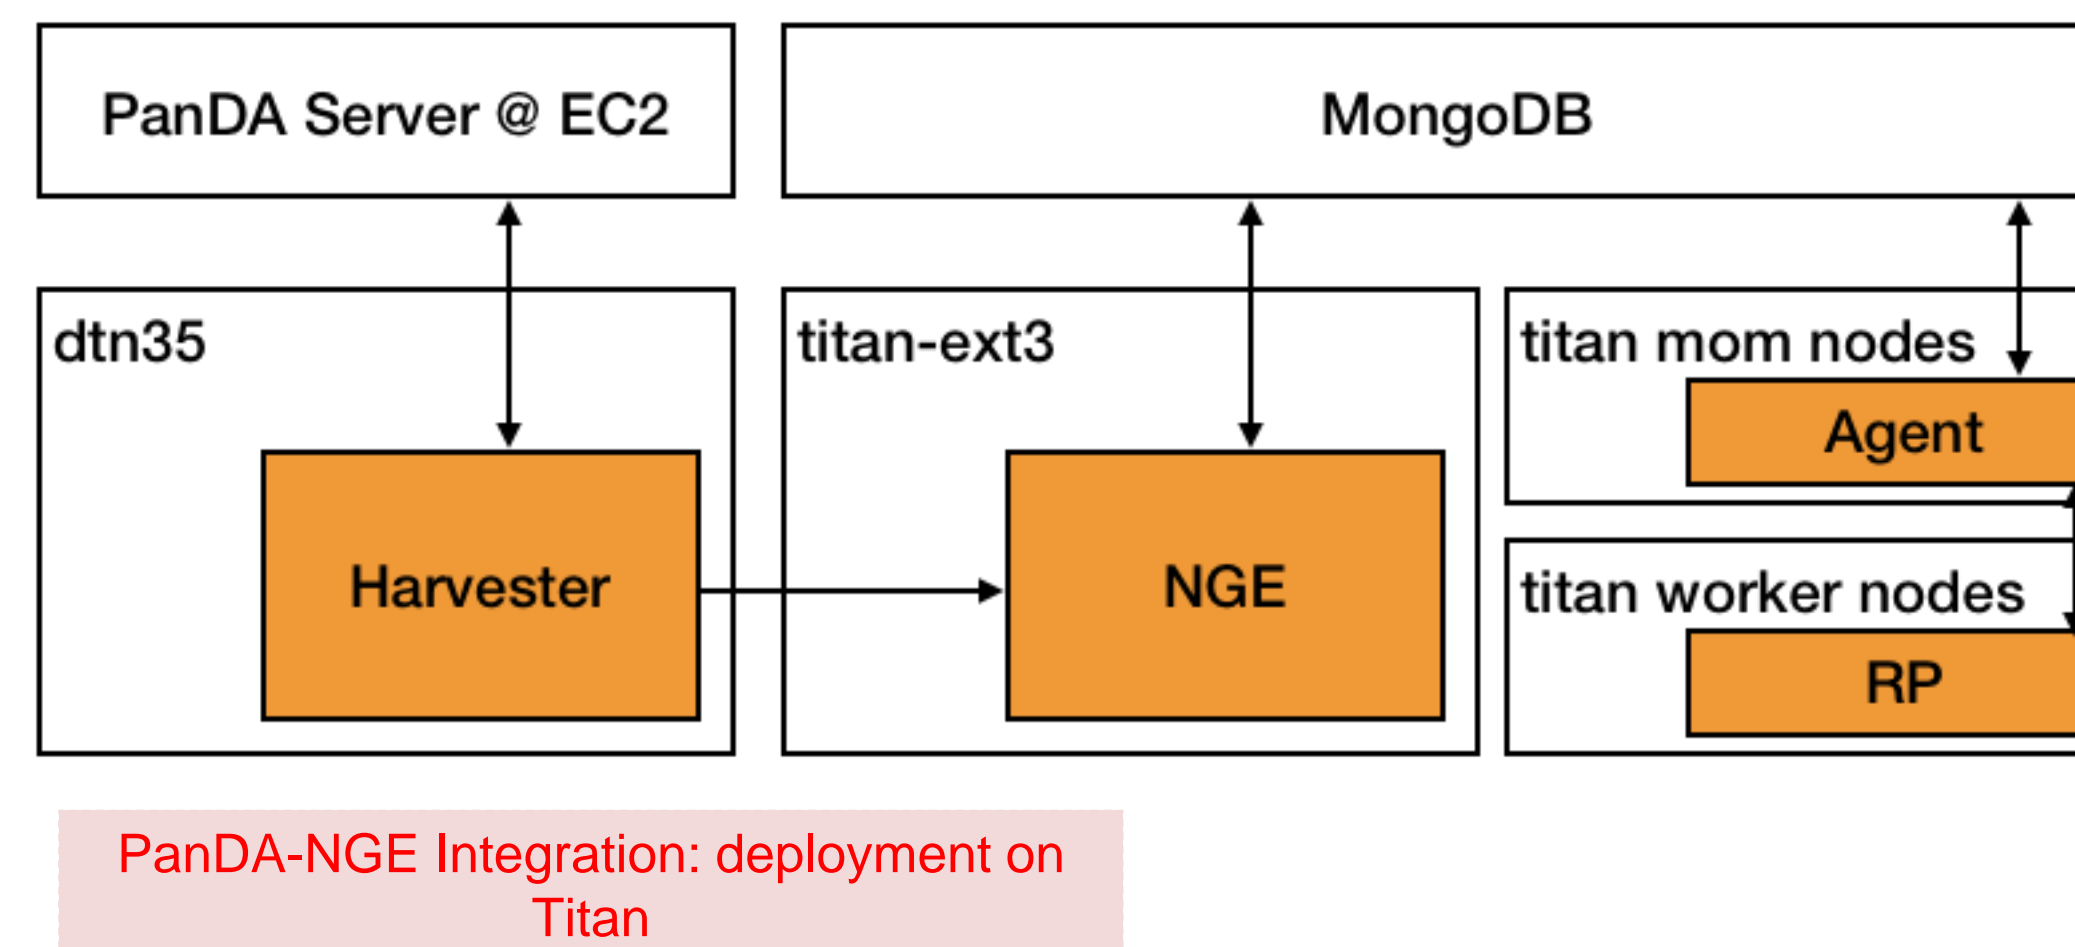 PanDA Server @ EC2
MongoDB
dtn35
titan-ext3
titan mom nodes
Agent
Harvester
NGE
titan worker nodes
RP
PanDA-NGE Integration: deployment on
Titan